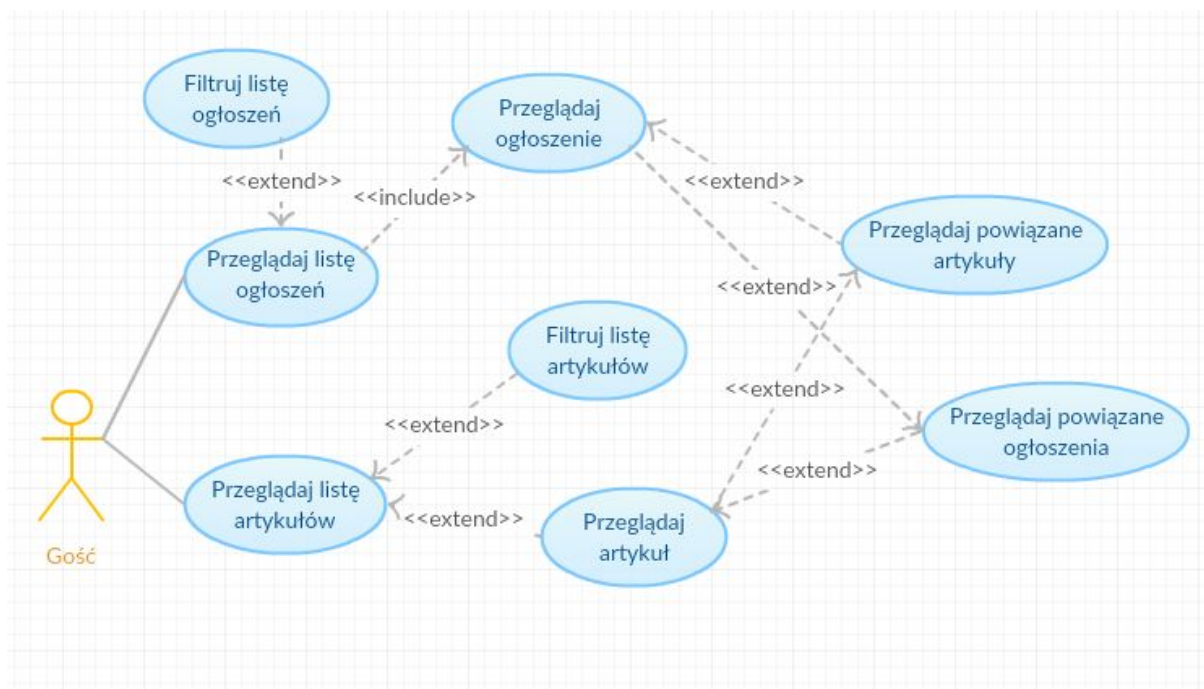 Filtruj listę
ogłoszeń
Przeglądaj
ogłoszenie
<<extend>>
<<include>>
<<extend>>
Przeglądaj powiązane
artykuły
Przeglądaj listę
ogłoszeń
<<extend>>
Filtruj listę
artykułów
<<extend>>
<<extend>>
Przeglądaj powiązane
ogłoszenia
<<extend>>
Przeglądaj listę
artykułów
<<extend>>
Przeglądaj
artykuł
Gość